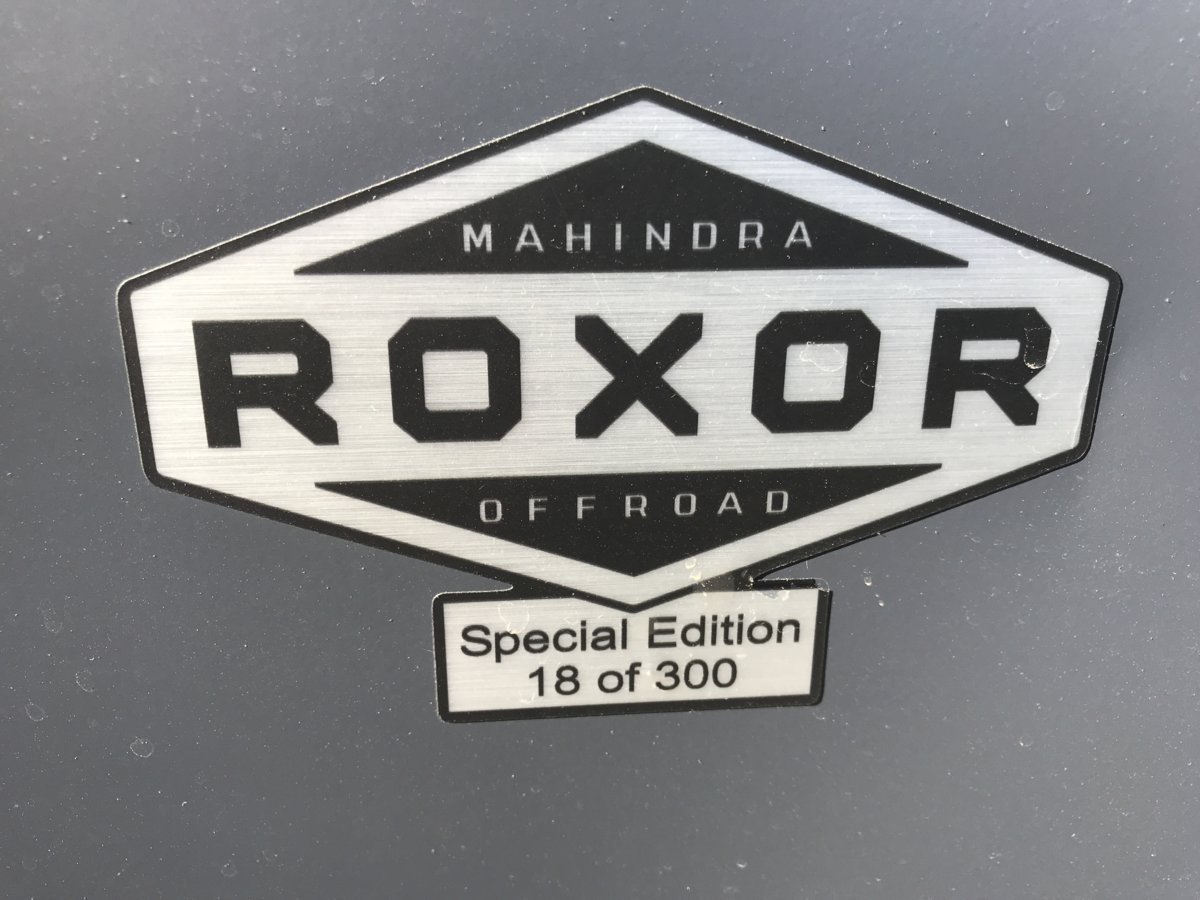 MAHINDRA
ROXOR
OFFROAD
Special Edition
18 of 300